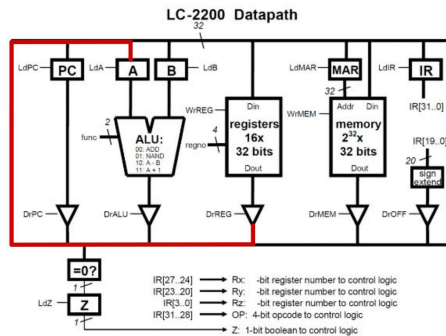 LC-2200 Datapath
32
LdPC
PC
LdA
A
B
LdB
LdMAR
MAR
LdIR
IR
32
IR[31..0]
WrREG
Din
registers
16x
32 bits
Dout
WrMEM
Addr
Din
memory
2³²x
32 bits
Dout
2
func
ALU:
00: ADD
01: NAND
10: A - B
11: A + 1
4
regno
IR[19..0]
20
sign
extend
DrPC
DrALU
DrREG
DrMEM
DrOFF
=0?
1
LdZ
Z
1
IR[27..24] Rx: -bit register number to control logic
IR[23..20] Ry: -bit register number to control logic
IR[3..0] Rz: -bit register number to control logic
IR[31..28] OP: 4-bit opcode to control logic
Z: 1-bit boolean to control logic